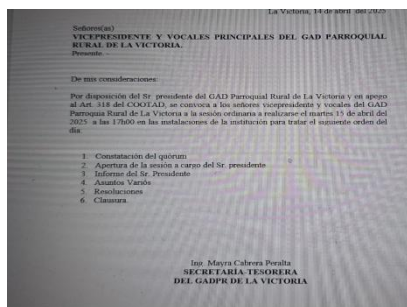 La Victoria, 14 de abril del 2025
Señores(as)
VICEPRESIDENTE Y VOCALES PRINCIPALES DEL GAD PARROQUIAL
RURAL DE LA VICTORIA.
Presente. –
De mis consideraciones:
Por disposición del Sr. presidente del GAD Parroquial Rural de La Victoria y en apego
al Art. 318 del COOTAD, se convoca a los señores vicepresidente y vocales del GAD
Parroquia Rural de La Victoria a la sesión ordinaria a realizarse el martes 15 de abril del
2025 a las 17h00 en las instalaciones de la institución para tratar el siguiente orden del
día:
1. Constatación del quórum
2. Apertura de la sesión a cargo del Sr. presidente
3. Informe del Sr. Presidente
4. Asuntos Varios
5. Resoluciones
6. Clausura
Ing. Mayra Cabrera Peralta
SECRETARÍA-TESORERA
DEL GADPR DE LA VICTORIA